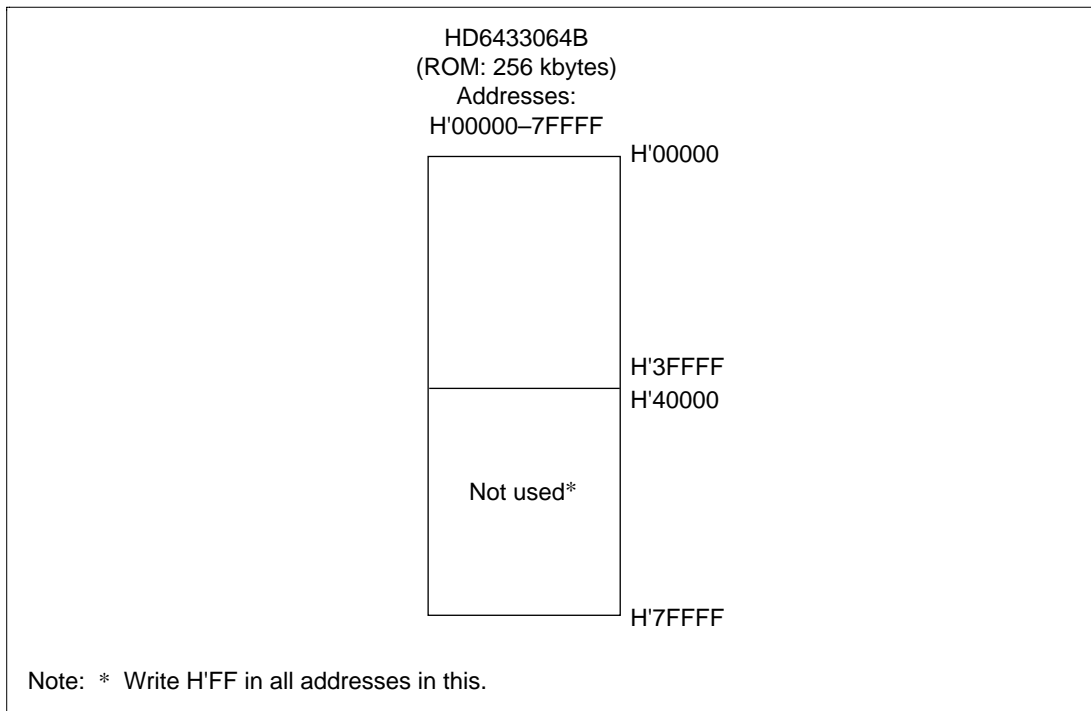 HD6433064B
(ROM: 256 kbytes)
Addresses:
H'00000–7FFFF
H'00000
H'3FFFF
H'40000
Not used*
H'7FFFF
Note: * Write H'FF in all addresses in this.